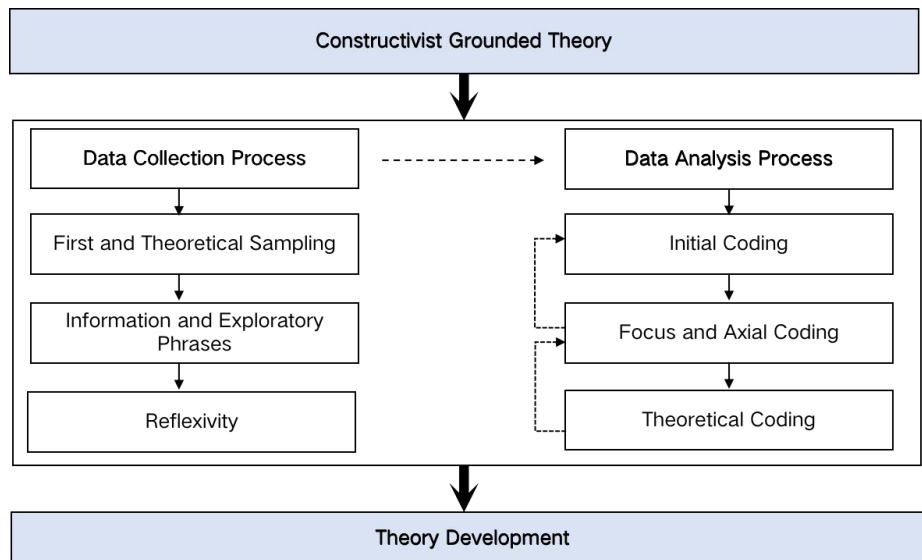 Constructivist Grounded Theory
Data Collection Process
Data Analysis Process
First and Theoretical Sampling
Initial Coding
Information and Exploratory
Phrases
Focus and Axial Coding
Reflexivity
Theoretical Coding
Theory Development